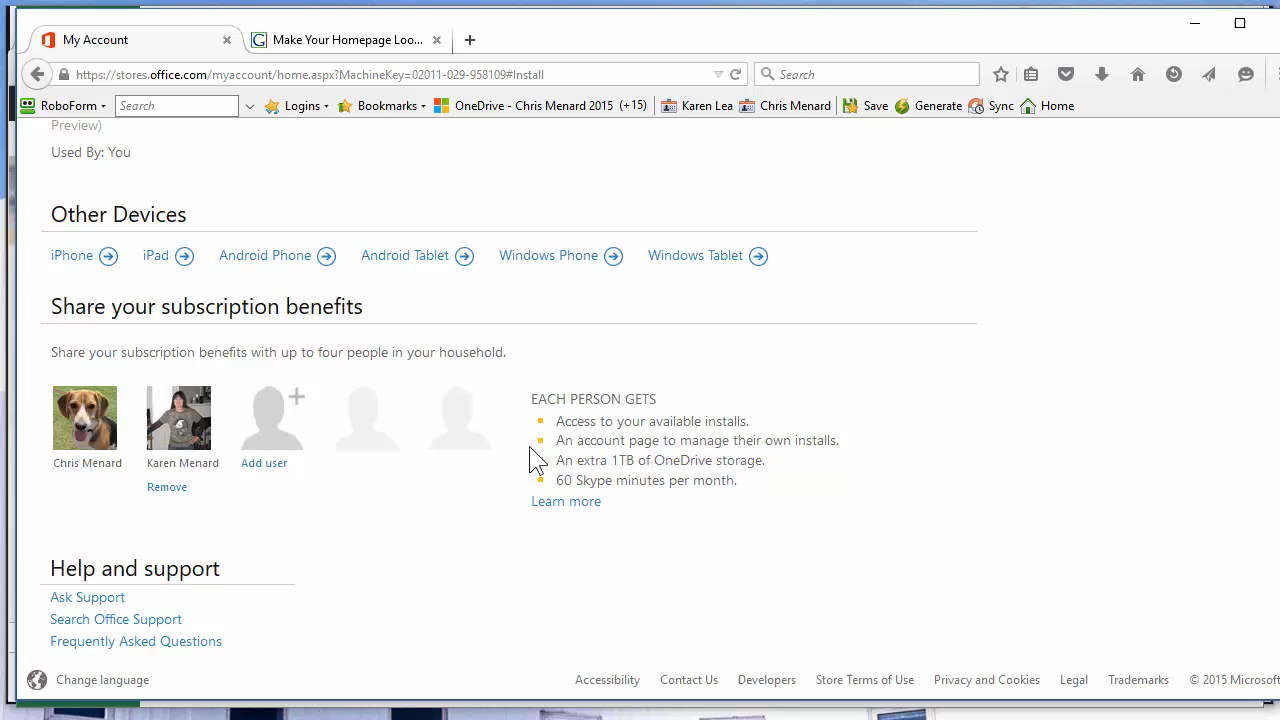 My Account
Make Your Homepage Loo...
https://stores.office.com/myaccount/home.aspx?MachineKey=02011-029-958109#Install
Search
RoboForm
Search
Logins
Bookmarks
OneDrive - Chris Menard 2015 (+15)
Karen Lea
Chris Menard
Save
Generate
Sync
Home
Preview)
Used By: You
Other Devices
iPhone
iPad
Android Phone
Android Tablet
Windows Phone
Windows Tablet
Share your subscription benefits
Share your subscription benefits with up to four people in your household.
Chris Menard
Karen Menard
Remove
Add user
EACH PERSON GETS
Access to your available installs.
An account page to manage their own installs.
An extra 1TB of OneDrive storage.
60 Skype minutes per month.
Learn more
Help and support
Ask Support
Search Office Support
Frequently Asked Questions
Change language
Accessibility
Contact Us
Developers
Store Terms of Use
Privacy and Cookies
Legal
Trademarks
© 2015 Microsoft